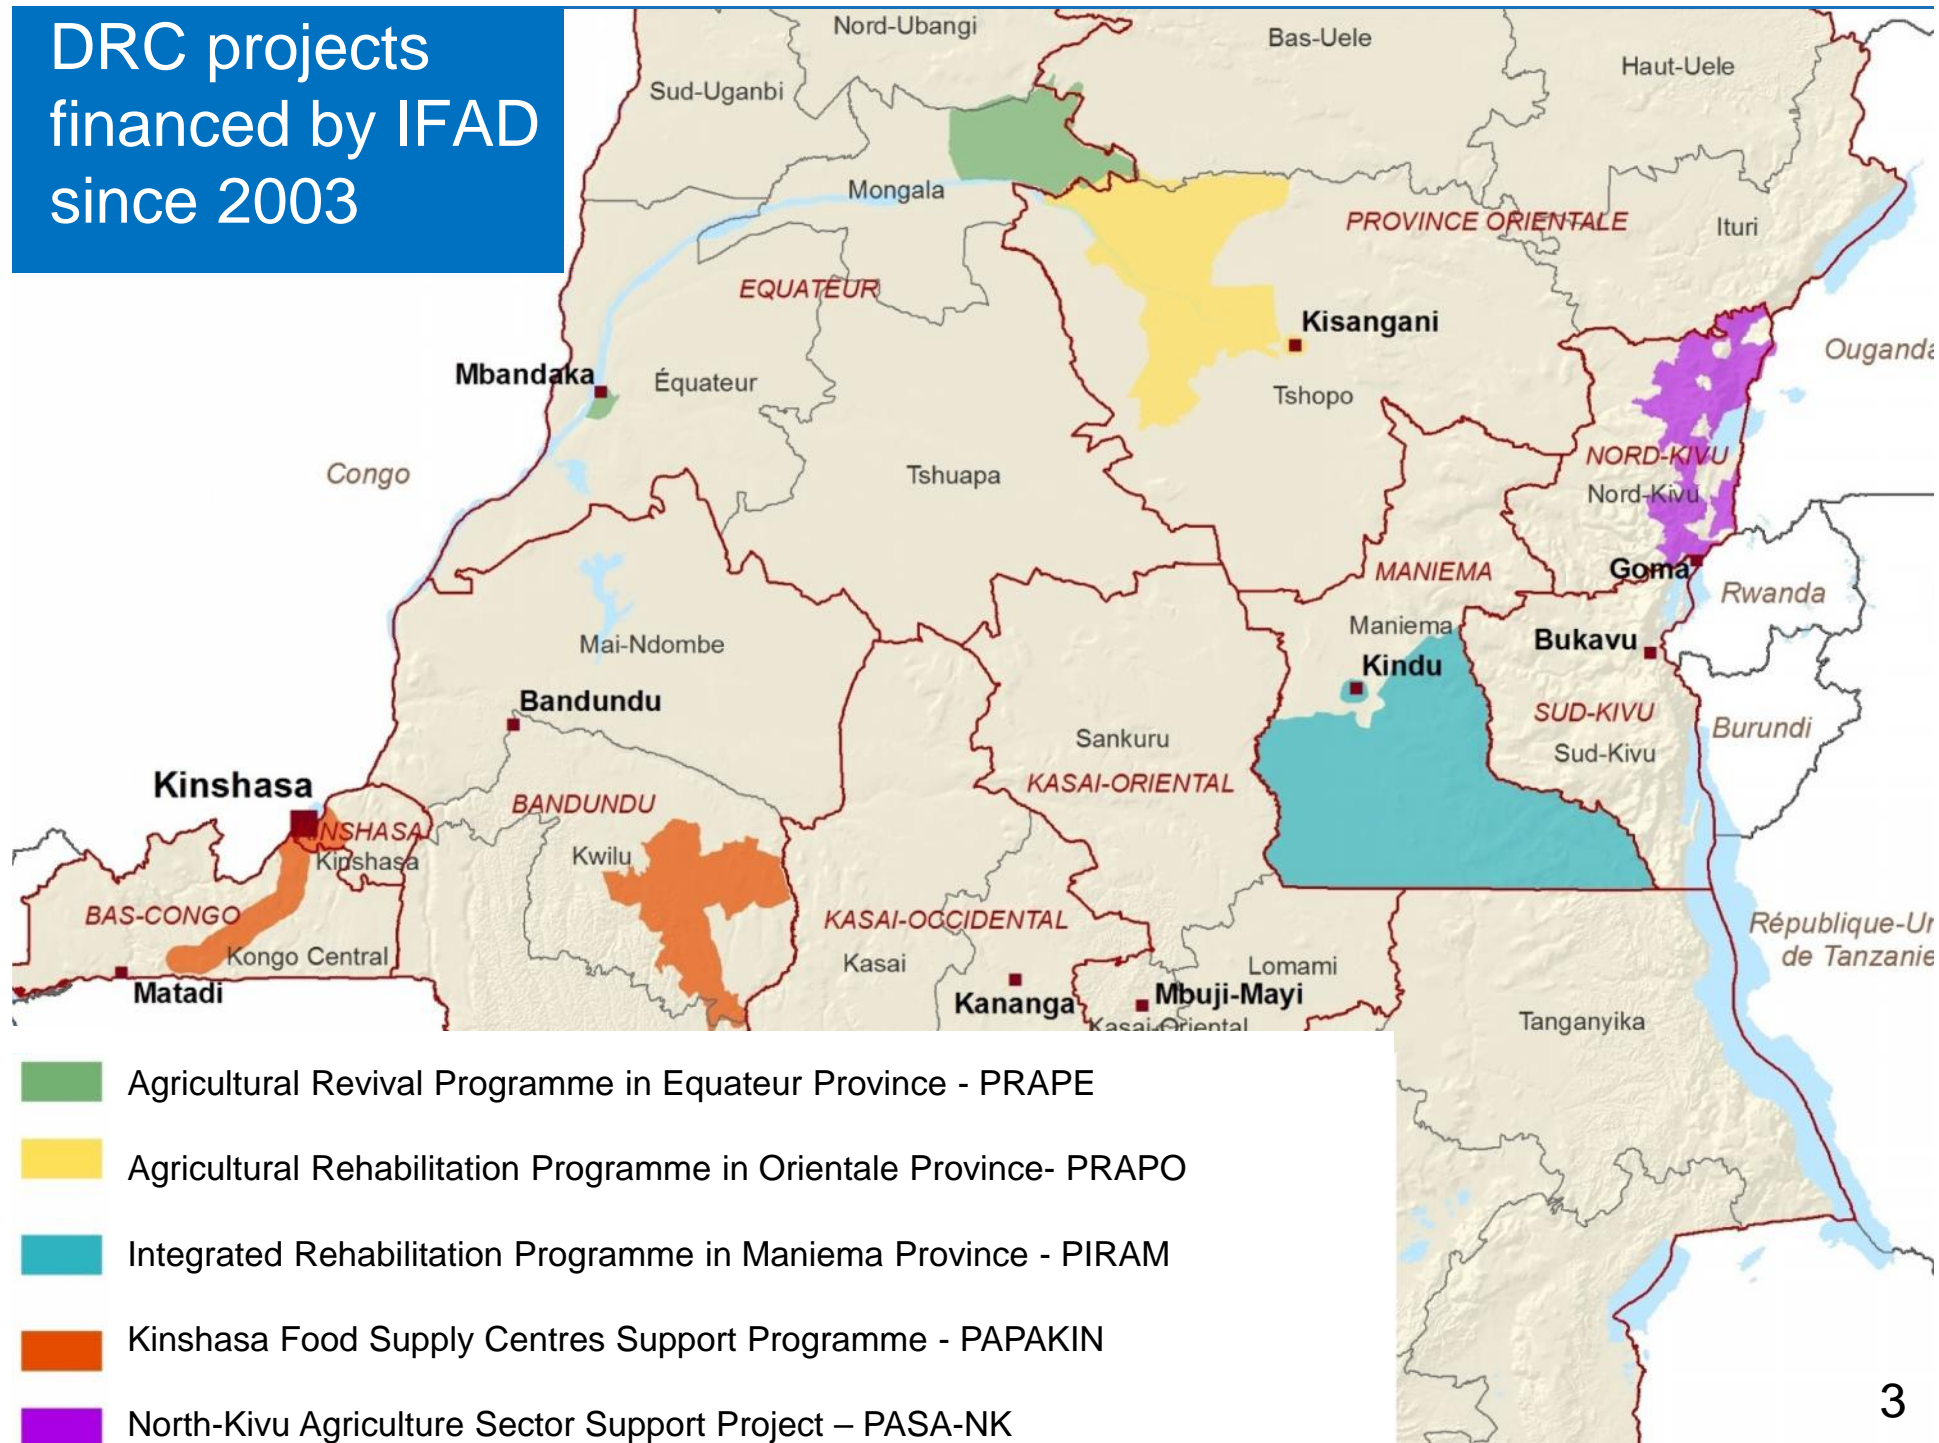 DRC projects
financed by IFAD
since 2003
Nord-Ubangi
Bas-Uele
Haut-Uele
Sud-Uganbi
Mongala
PROVINCE ORIENTALE
Ituri
EQUATEUR
Kisangani
Ouganda
Mbandaka
Équateur
Tshopo
Congo
Tshuapa
NORD-KIVU
Nord-Kivu
MANIEMA
Goma
Rwanda
Mai-Ndombe
Maniema
Bukavu
Kindu
Bandundu
SUD-KIVU
Burundi
Sankuru
Sud-Kivu
Kinshasa
KASAI-ORIENTAL
BANDUNDU
KINSHASA
Kinshasa
Kwilu
BAS-CONGO
KASAI-OCCIDENTAL
République-Un
de Tanzanie
Kongo Central
Kasai
Lomami
Matadi
Kananga
Mbuji-Mayi
Kasai-Oriental
Tanganyika
Agricultural Revival Programme in Equateur Province - PRAPE
Agricultural Rehabilitation Programme in Orientale Province- PRAPO
Integrated Rehabilitation Programme in Maniema Province - PIRAM
Kinshasa Food Supply Centres Support Programme - PAPAKIN
North-Kivu Agriculture Sector Support Project – PASA-NK
3